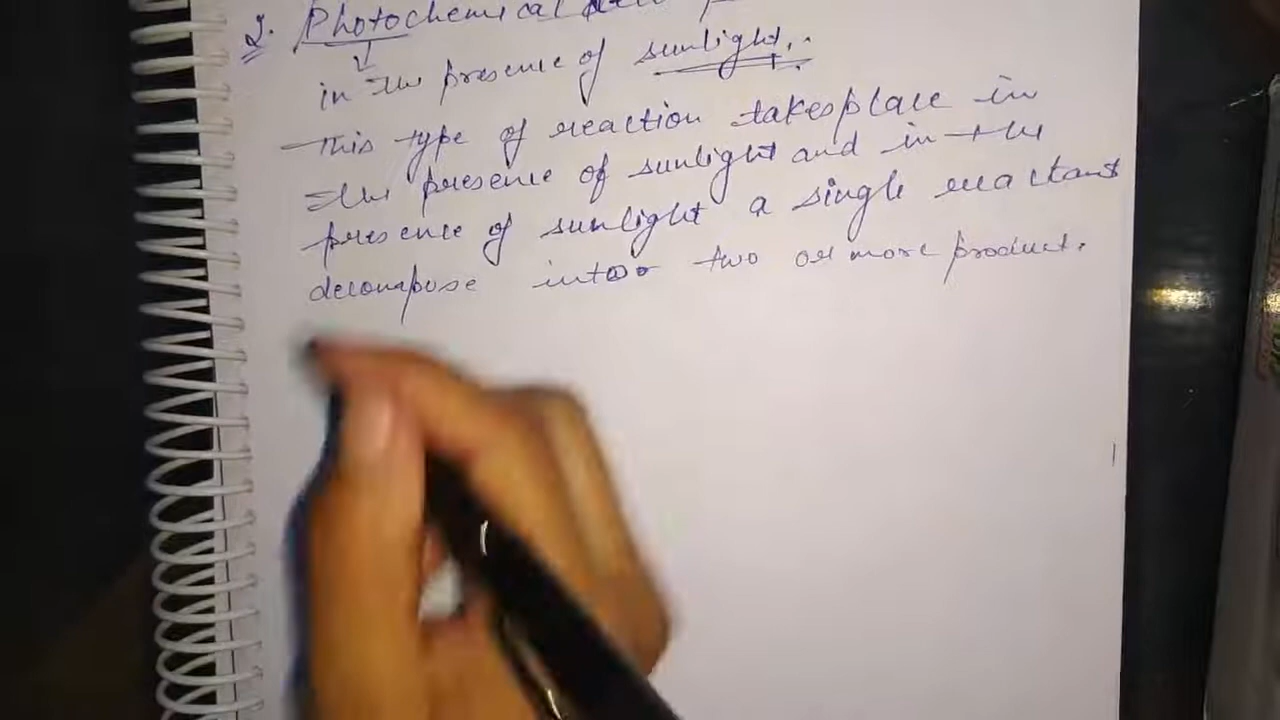 2. Photochemical
in the presence of sunlight.
This type of reaction takesplace in
the presence of sunlight and in the
presence of sunlight a single reactant
decompose into two or more product.